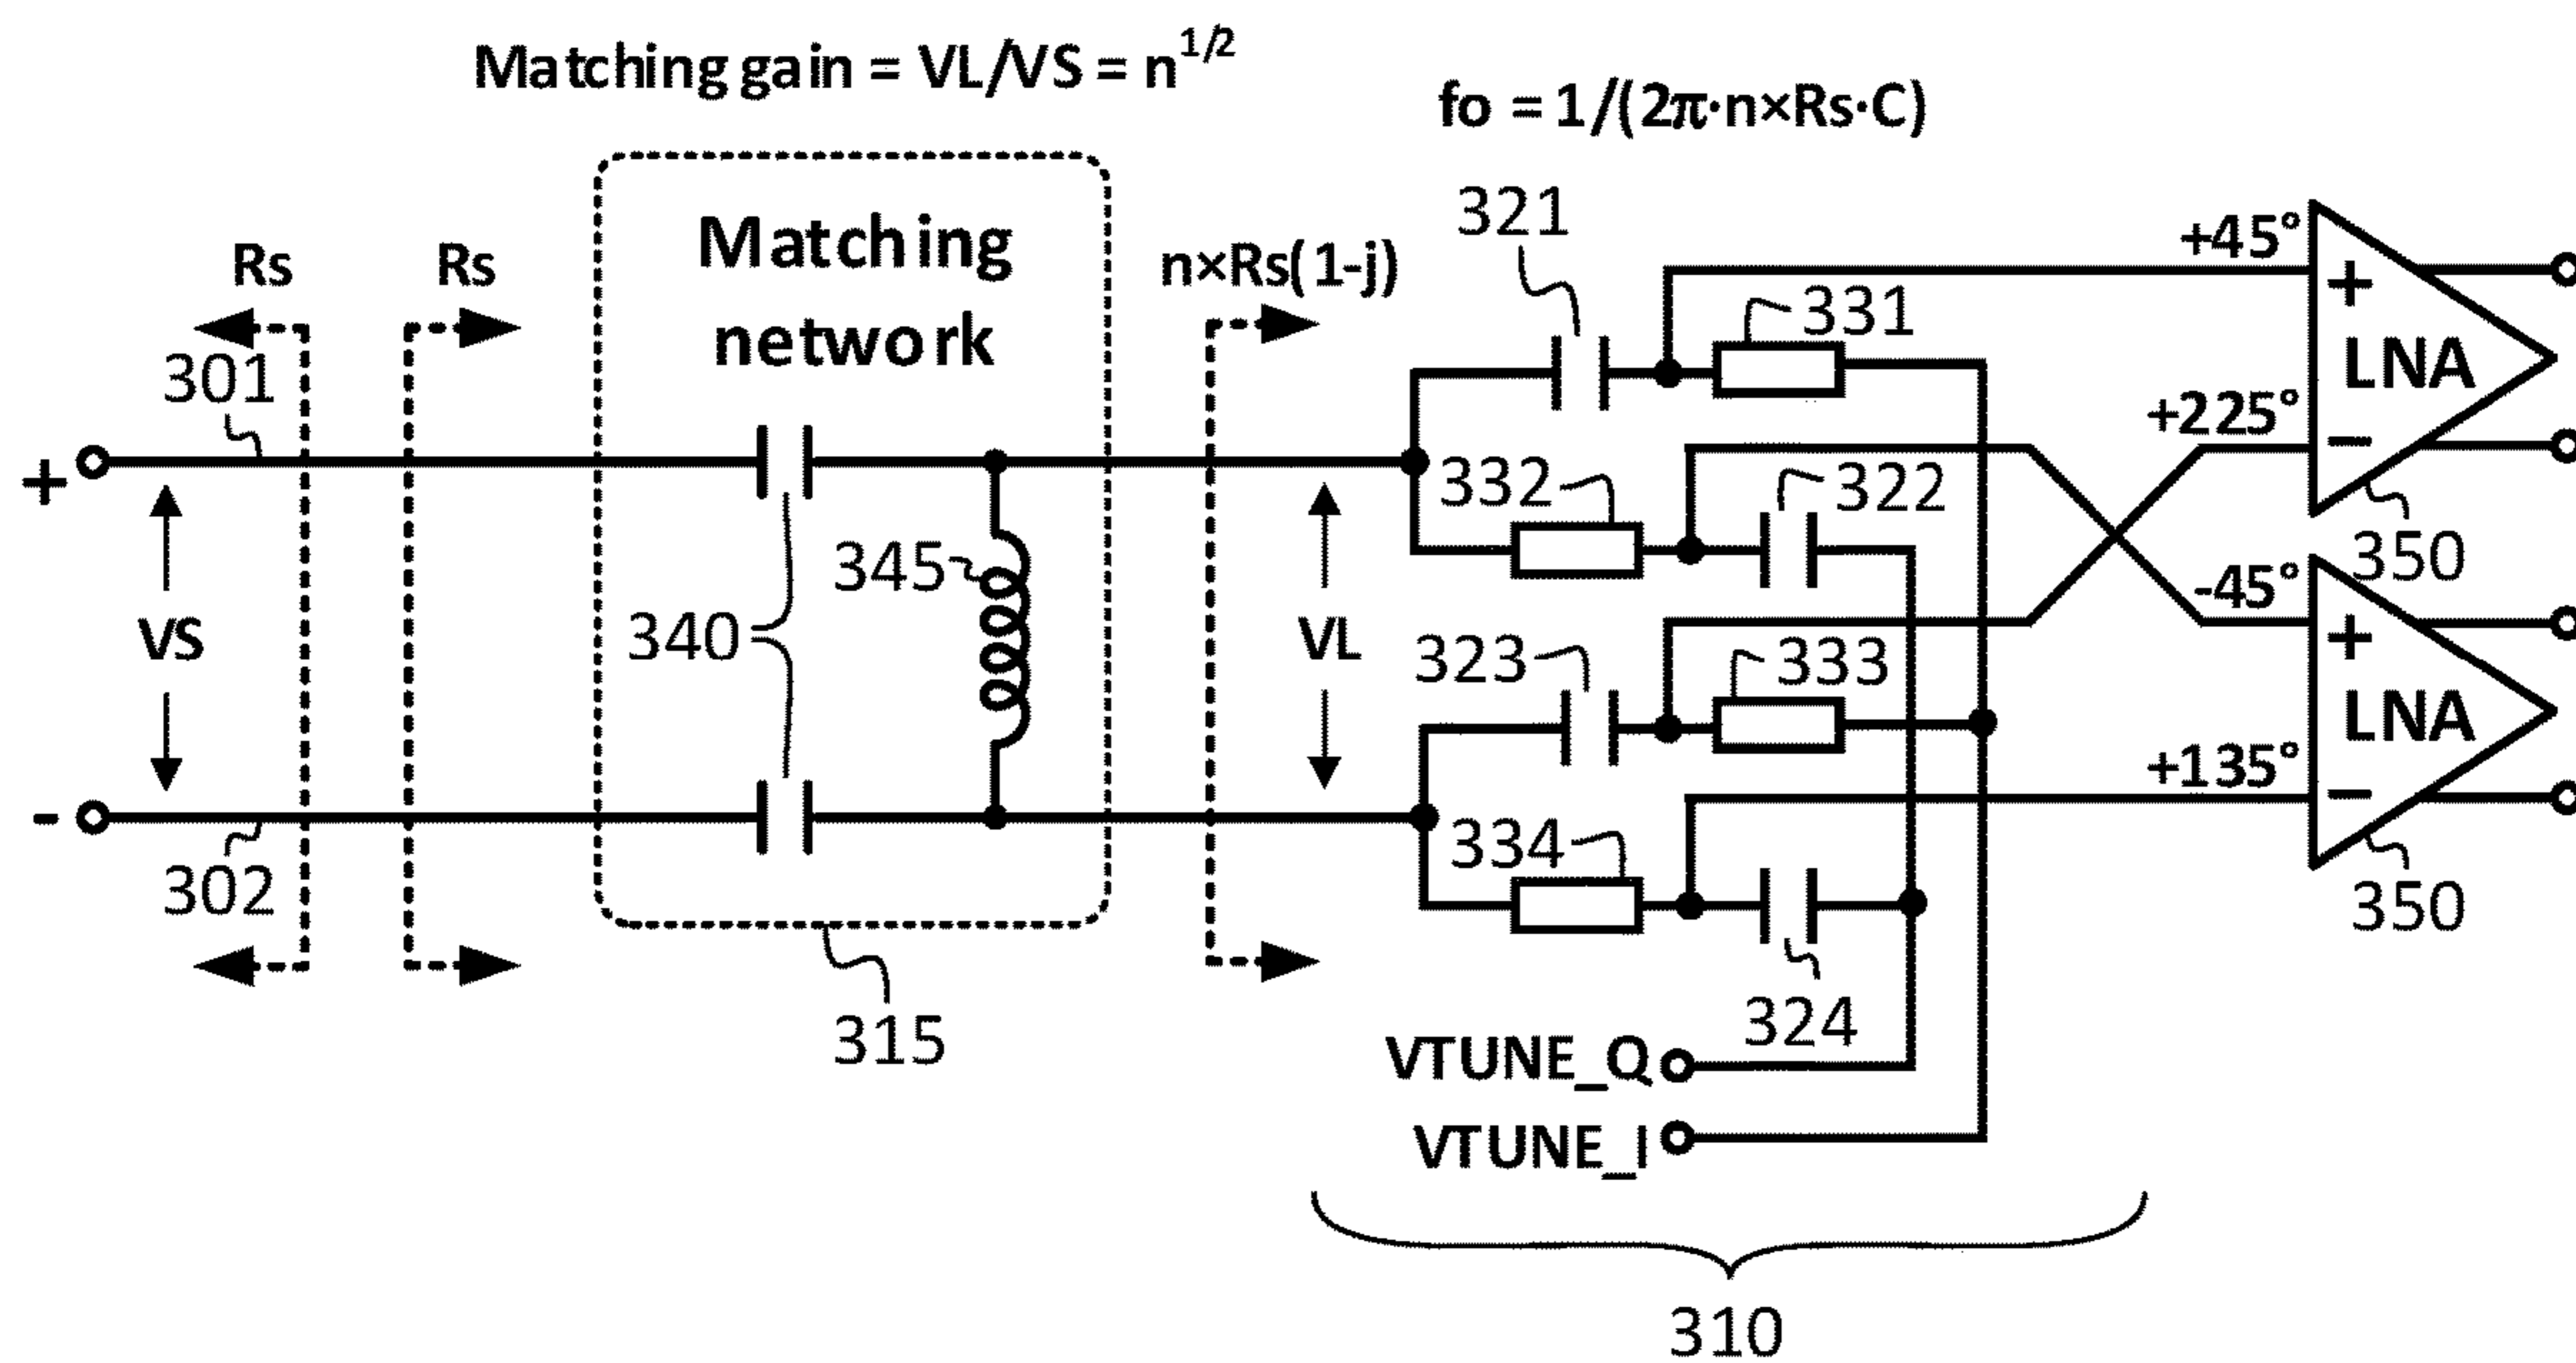 Matching gain = VL/VS = n^1/2
fo = 1/(2π·n×Rs·C)
Rs
Rs
Matching
network
n×Rs(1-j)
321
331
+45°
+
LNA
+225°
−
350
301
+
332
322
345
340
VS
VL
323
333
-45°
+
LNA
+135°
−
350
-
302
334
324
315
VTUNE_Q
VTUNE_I
310